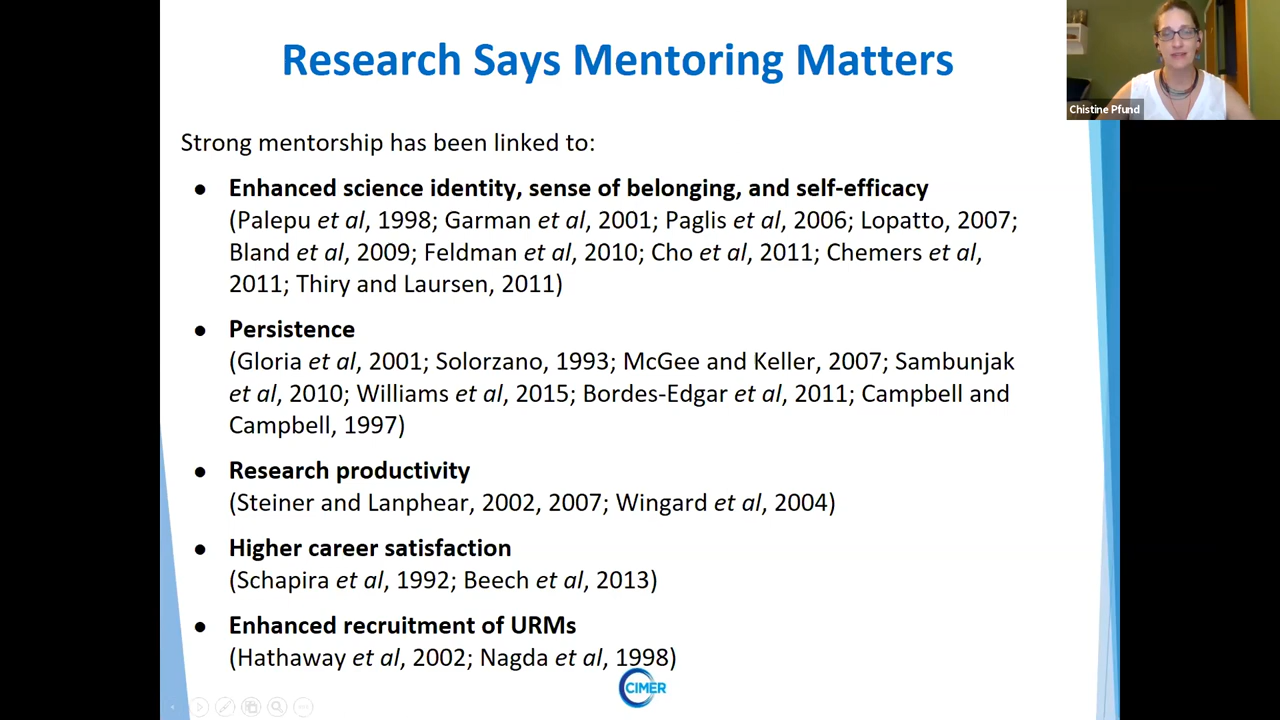 Research Says Mentoring Matters
Chistine Pfund
Strong mentorship has been linked to:
● Enhanced science identity, sense of belonging, and self-efficacy
(Palepu et al, 1998; Garman et al, 2001; Paglis et al, 2006; Lopatto, 2007;
Bland et al, 2009; Feldman et al, 2010; Cho et al, 2011; Chemers et al,
2011; Thiry and Laursen, 2011)
● Persistence
(Gloria et al, 2001; Solorzano, 1993; McGee and Keller, 2007; Sambunjak
et al, 2010; Williams et al, 2015; Bordes-Edgar et al, 2011; Campbell and
Campbell, 1997)
● Research productivity
(Steiner and Lanphear, 2002, 2007; Wingard et al, 2004)
● Higher career satisfaction
(Schapira et al, 1992; Beech et al, 2013)
● Enhanced recruitment of URMs
(Hathaway et al, 2002; Nagda et al, 1998)
CIMER